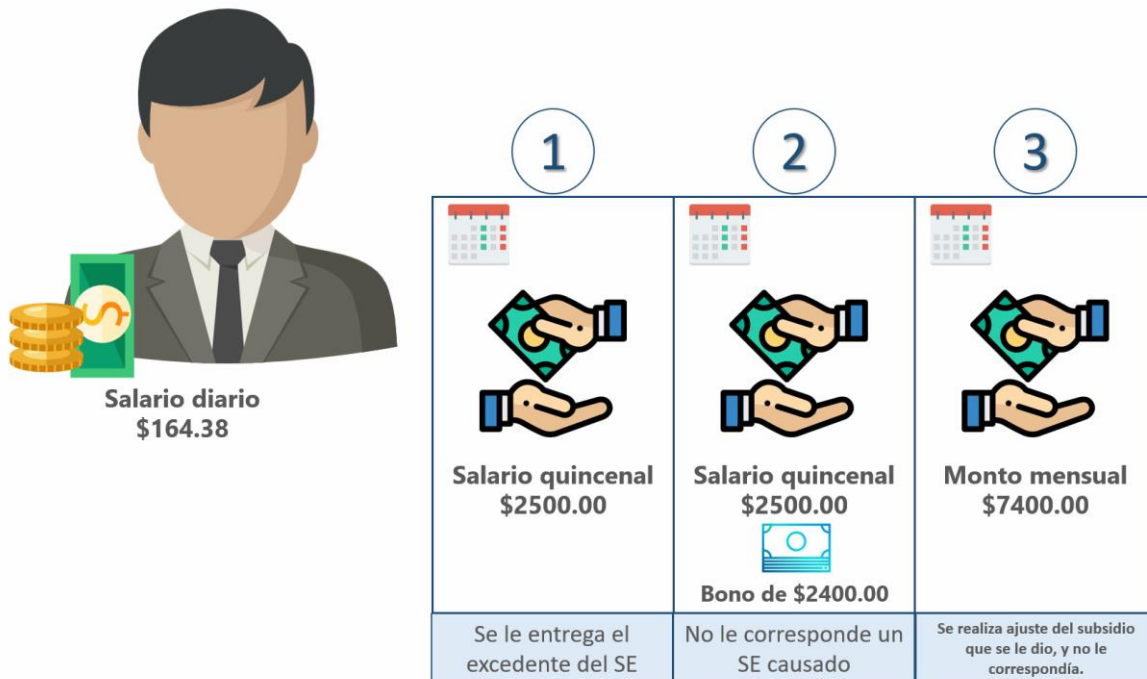 Salario diario
$164.38
1
Salario quincenal
$2500.00
Se le entrega el
excedente del SE
2
Salario quincenal
$2500.00
Bono de $2400.00
No le corresponde un
SE causado
3
Monto mensual
$7400.00
Se realiza ajuste del subsidio
que se le dio, y no le
correspondía.